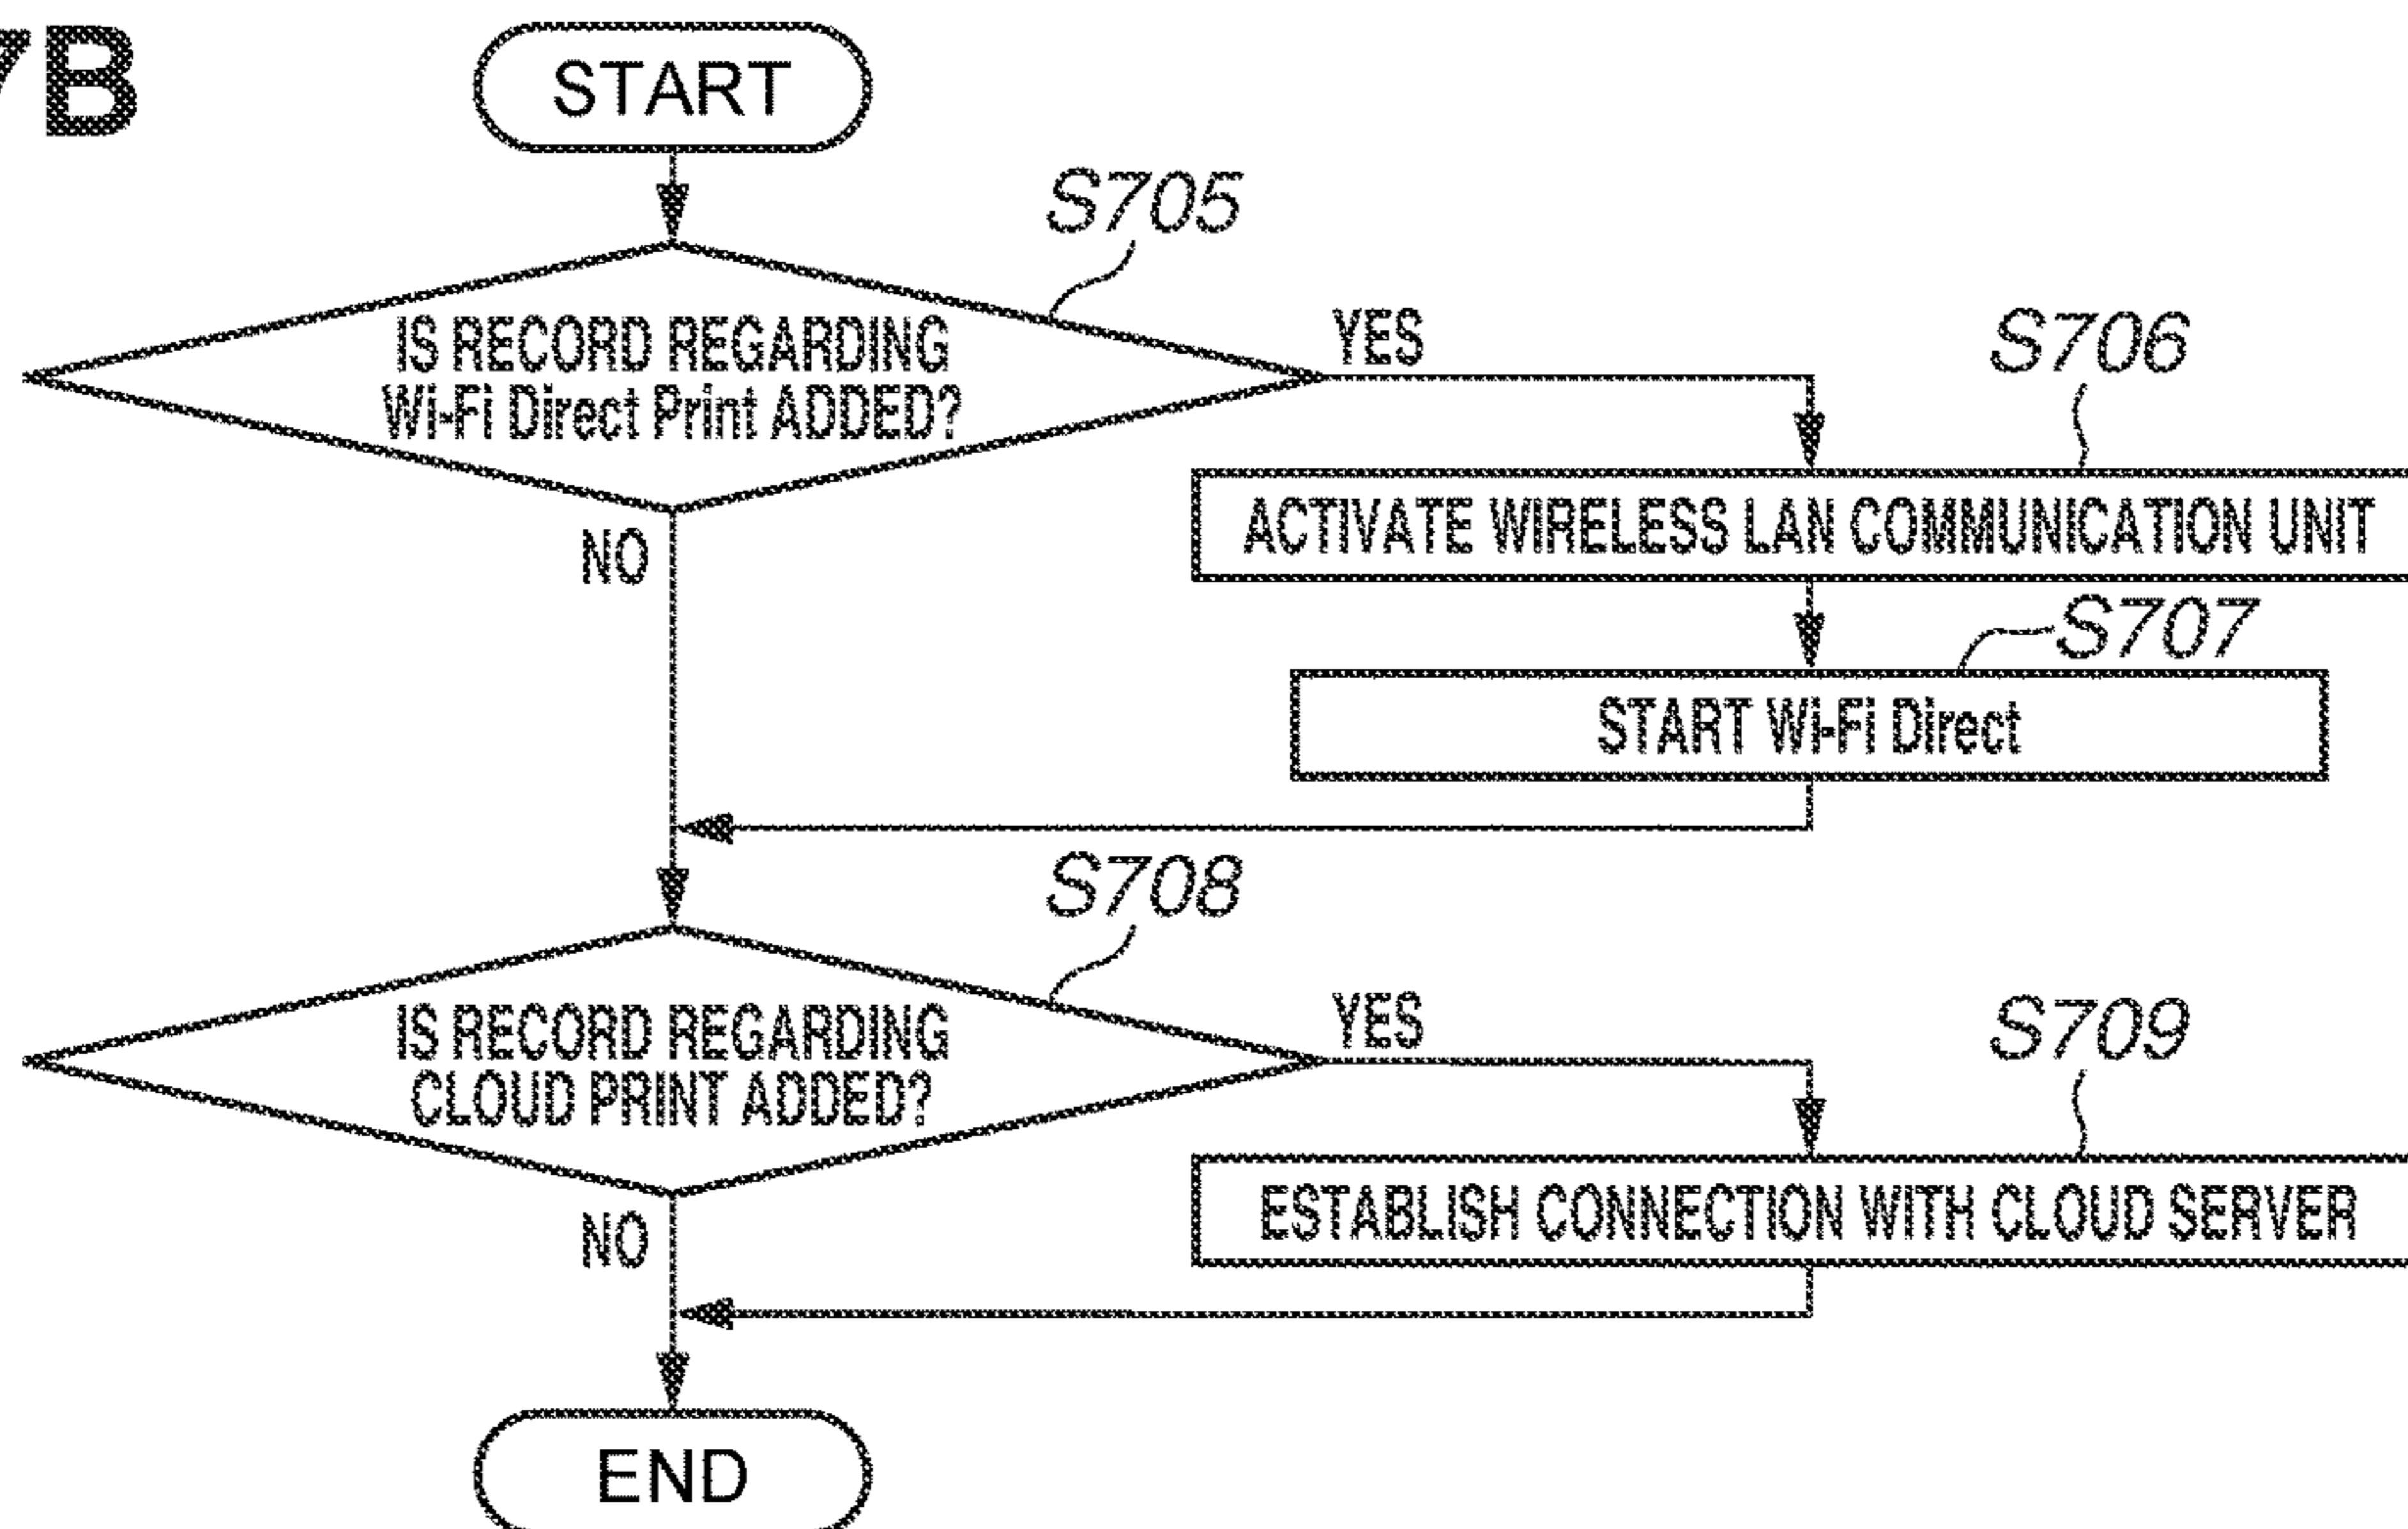 7B
START
S705
IS RECORD REGARDING
Wi-Fi Direct Print ADDED?
YES
NO
S706
ACTIVATE WIRELESS LAN COMMUNICATION UNIT
S707
START Wi-Fi Direct
S708
IS RECORD REGARDING
CLOUD PRINT ADDED?
YES
NO
S709
ESTABLISH CONNECTION WITH CLOUD SERVER
END